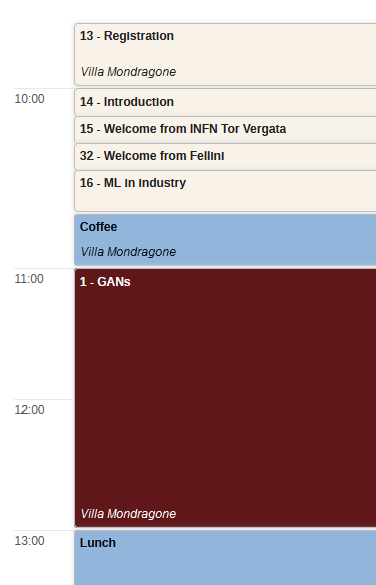 13 - Registration
Villa Mondragone
10:00
14 - Introduction
15 - Welcome from INFN Tor Vergata
32 - Welcome from Fellini
16 - ML in industry
Coffee
Villa Mondragone
11:00
1 - GANs
12:00
Villa Mondragone
13:00
Lunch